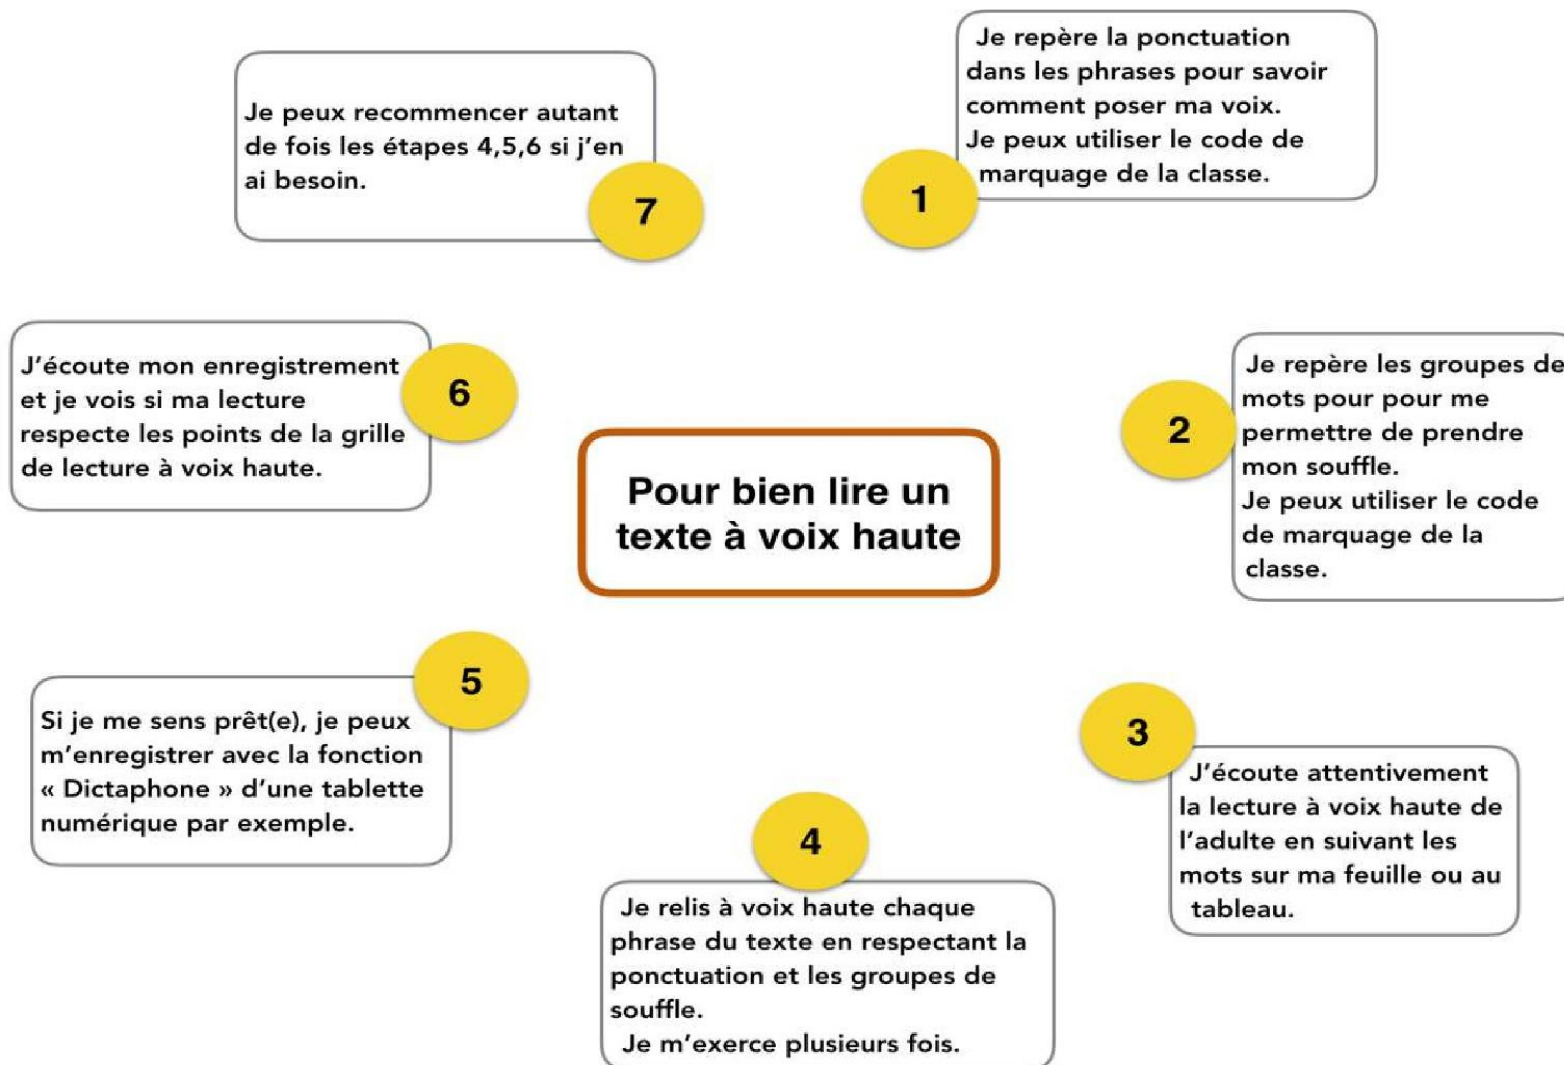 Pour bien lire un
texte à voix haute
1
Je repère la ponctuation
dans les phrases pour savoir
comment poser ma voix.
Je peux utiliser le code de
marquage de la classe.
2
Je repère les groupes de
mots pour pour me
permettre de prendre
mon souffle.
Je peux utiliser le code
de marquage de la
classe.
3
J'écoute attentivement
la lecture à voix haute de
l'adulte en suivant les
mots sur ma feuille ou au
tableau.
4
Je relis à voix haute chaque
phrase du texte en respectant la
ponctuation et les groupes de
souffle.
Je m'exerce plusieurs fois.
5
Si je me sens prêt(e), je peux
m'enregistrer avec la fonction
« Dictaphone » d'une tablette
numérique par exemple.
6
J'écoute mon enregistrement
et je vois si ma lecture
respecte les points de la grille
de lecture à voix haute.
7
Je peux recommencer autant
de fois les étapes 4,5,6 si j'en
ai besoin.